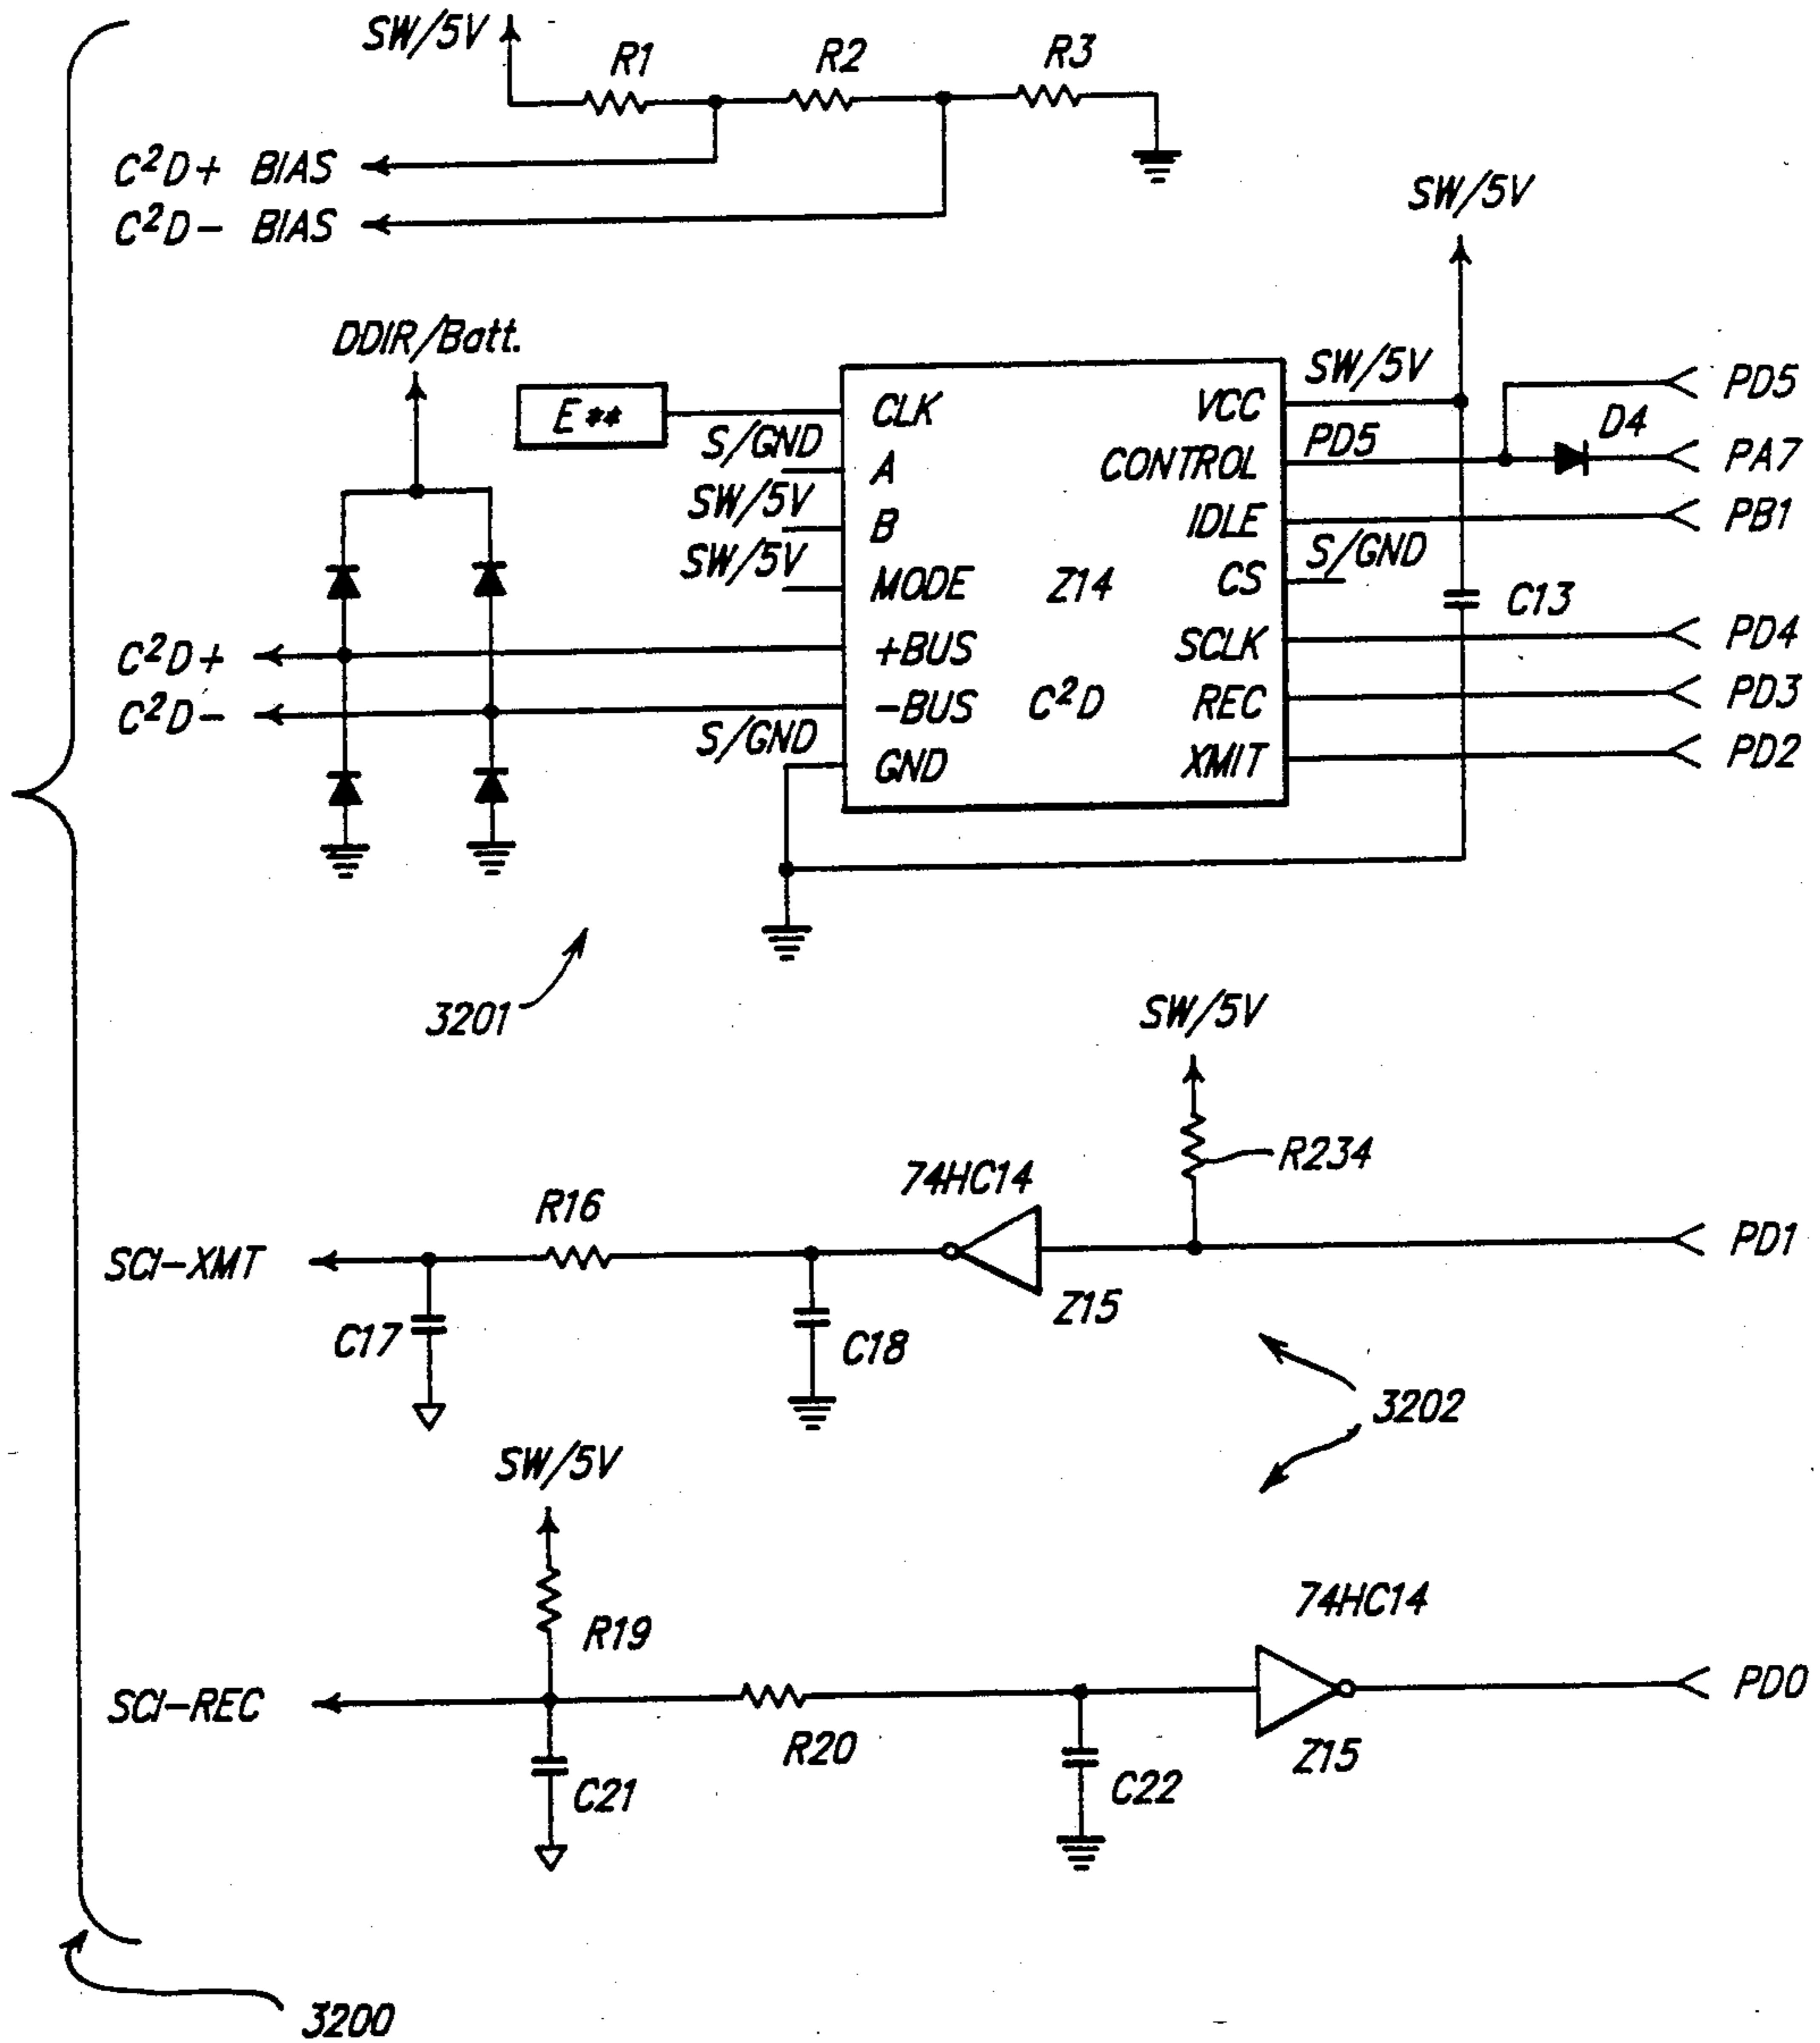 SW/5V
R1
R2
R3
C²D+ BIAS
C²D- BIAS
SW/5V
DDIR/Batt.
E**
CLK
VCC
SW/5V
PD5
S/GND
A
CONTROL
PD5
D4
PA7
SW/5V
B
IDLE
PB1
SW/5V
MODE
Z14
CS
S/GND
C13
C²D+
+BUS
SCLK
PD4
C²D-
-BUS
C²D
REC
PD3
S/GND
GND
XMIT
PD2
3201
SW/5V
R234
74HC14
R16
SCI-XMT
PD1
Z15
C17
C18
3202
SW/5V
R19
74HC14
SCI-REC
PD0
R20
Z15
C21
C22
3200